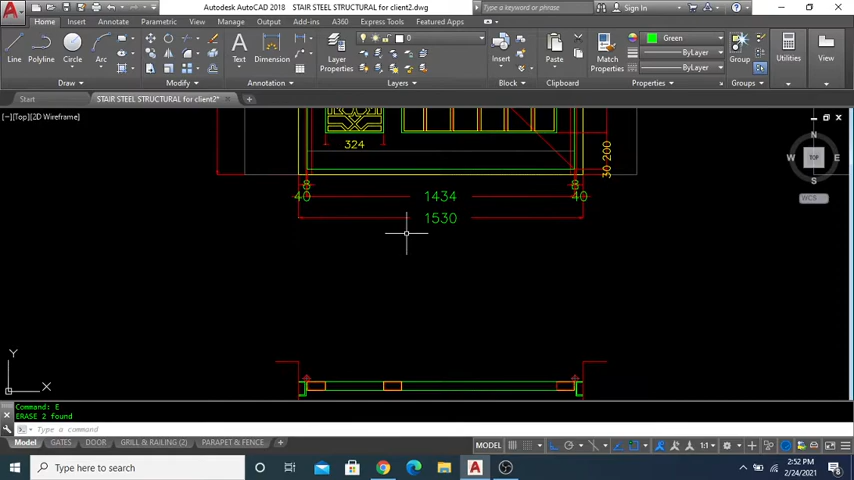 Autodesk AutoCAD 2018 STAIR STEEL STRUCTURAL for client2.dwg
Type a keyword or phrase
Sign In
Home Insert Annotate Parametric View Manage Output Add-ins A360 Express Tools Featured Apps
Line Polyline Circle Arc Text Dimension Layer Properties 0 Insert Paste Match Properties Green ByLayer ByLayer Group Utilities View
Draw Modify Annotation Layers Block Clipboard Properties Groups
Start STAIR STEEL STRUCTURAL for client2*
[−][Top][2D Wireframe]
N
W TOP E
S
WCS
324
30 200
8 8
40 1434 40
1530
Y
X
Command: E
ERASE 2 found
Type a command
Model GATES DOOR GRILL & RAILING (2) PARAPET & FENCE
MODEL 1:1
Type here to search
2:52 PM
2/24/2021
8